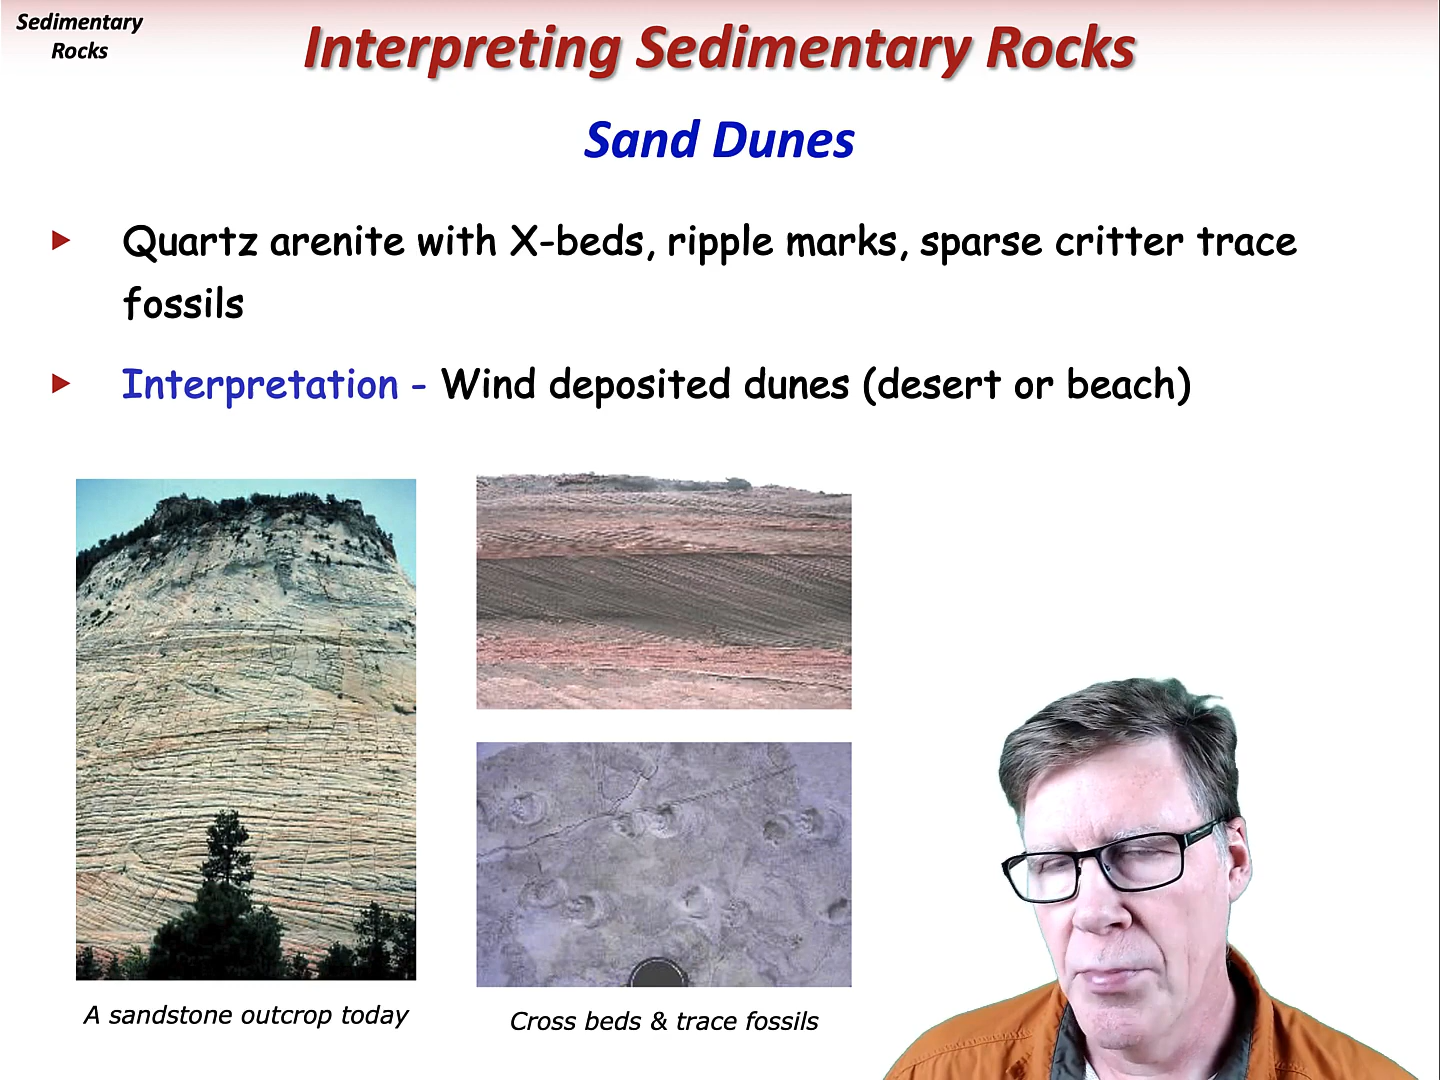 Sedimentary
Rocks
Interpreting Sedimentary Rocks
Sand Dunes
Quartz arenite with X-beds, ripple marks, sparse critter trace
fossils
Interpretation - Wind deposited dunes (desert or beach)
A sandstone outcrop today
Cross beds & trace fossils